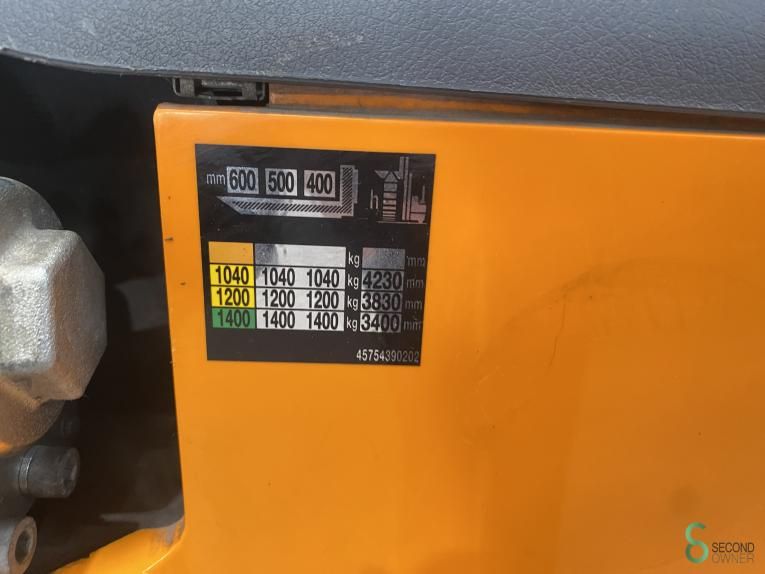 mm 600 500 400
h
kg mm
1040 1040 1040 kg 4230 mm
1200 1200 1200 kg 3830 mm
1400 1400 1400 kg 3400 mm
45754390202
SECOND
OWNER